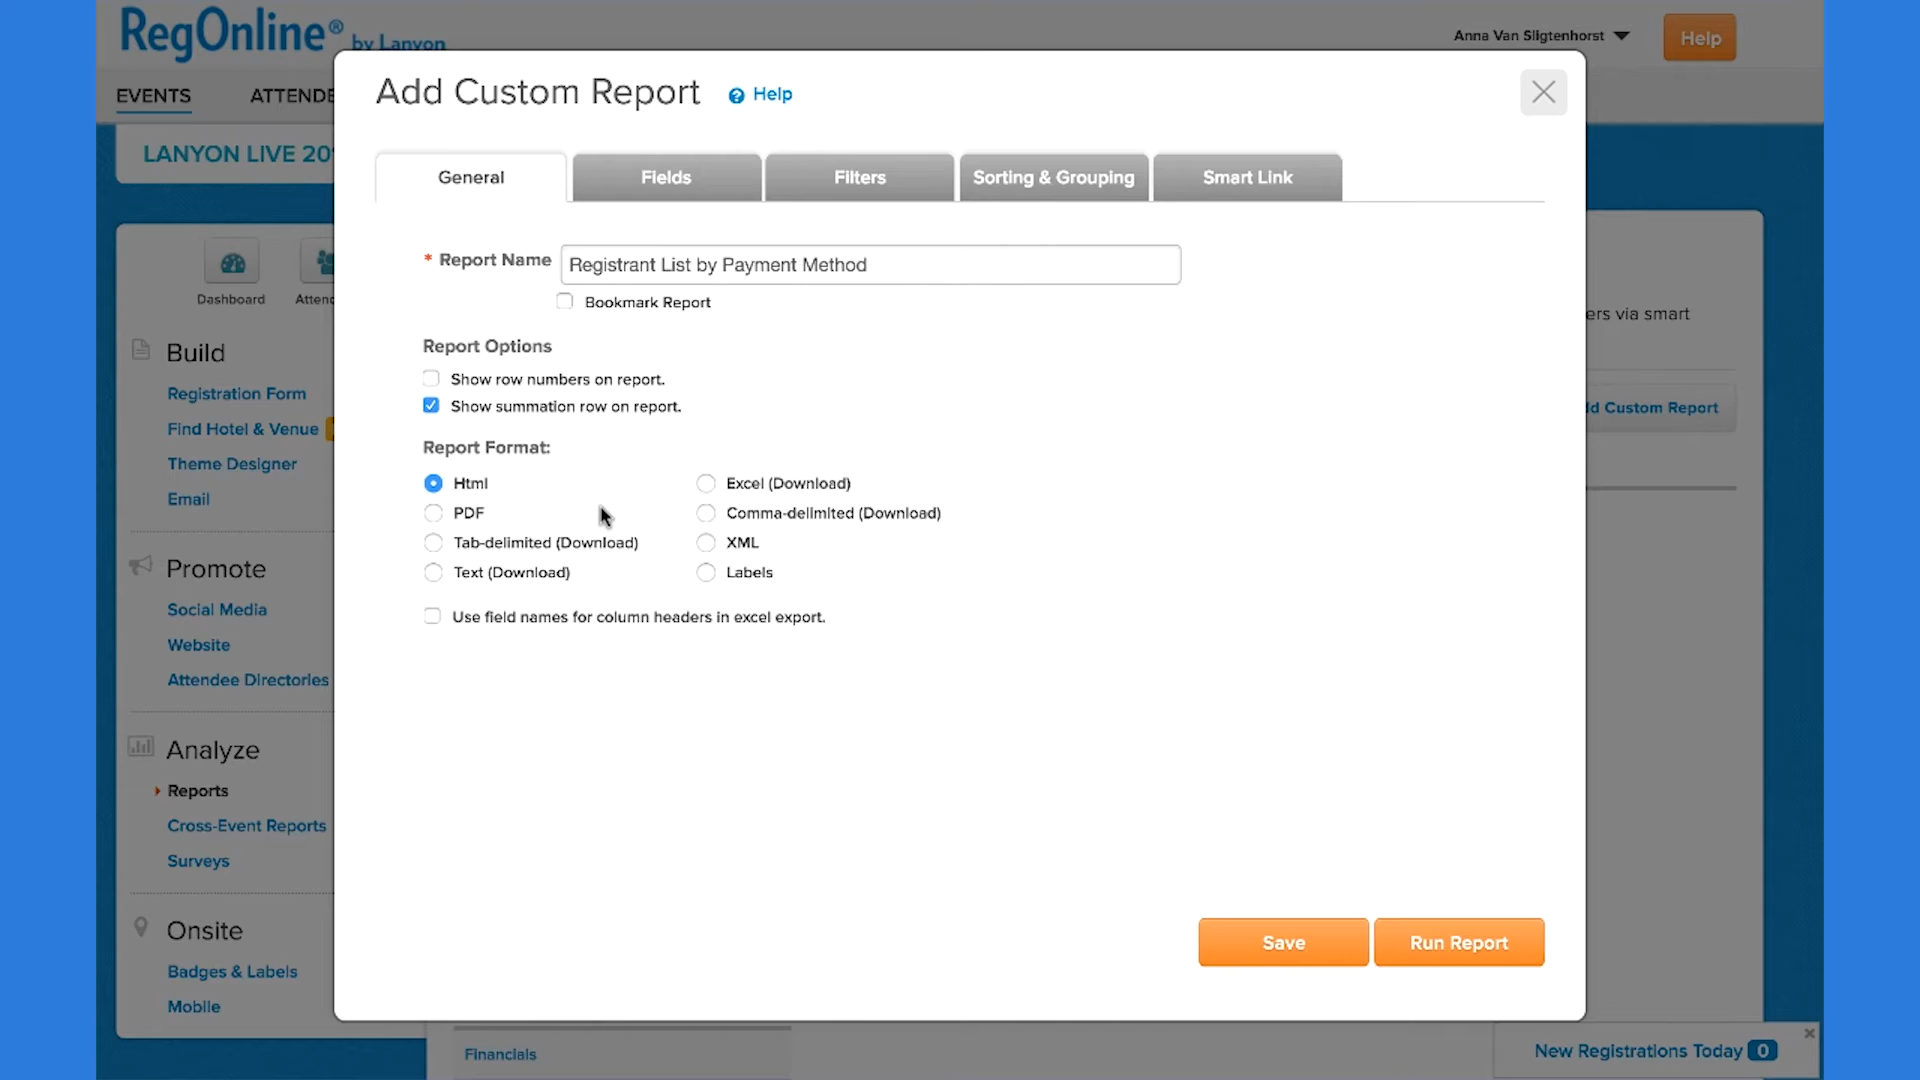 RegOnline® by Lanyon
Anna Van Sligtenhorst
Help
EVENTS
ATTENDE
LANYON LIVE 20
Add Custom Report
Help
General
Fields
Filters
Sorting & Grouping
Smart Link
* Report Name
Registrant List by Payment Method
Bookmark Report
Report Options
Show row numbers on report.
Show summation row on report.
Report Format:
Html
Excel (Download)
PDF
Comma-delimited (Download)
Tab-delimited (Download)
XML
Text (Download)
Labels
Use field names for column headers in excel export.
Save
Run Report
Dashboard
Attend
Build
Registration Form
Find Hotel & Venue
Theme Designer
Email
Promote
Social Media
Website
Attendee Directories
Analyze
Reports
Cross-Event Reports
Surveys
Onsite
Badges & Labels
Mobile
ers via smart
d Custom Report
Financials
New Registrations Today 0